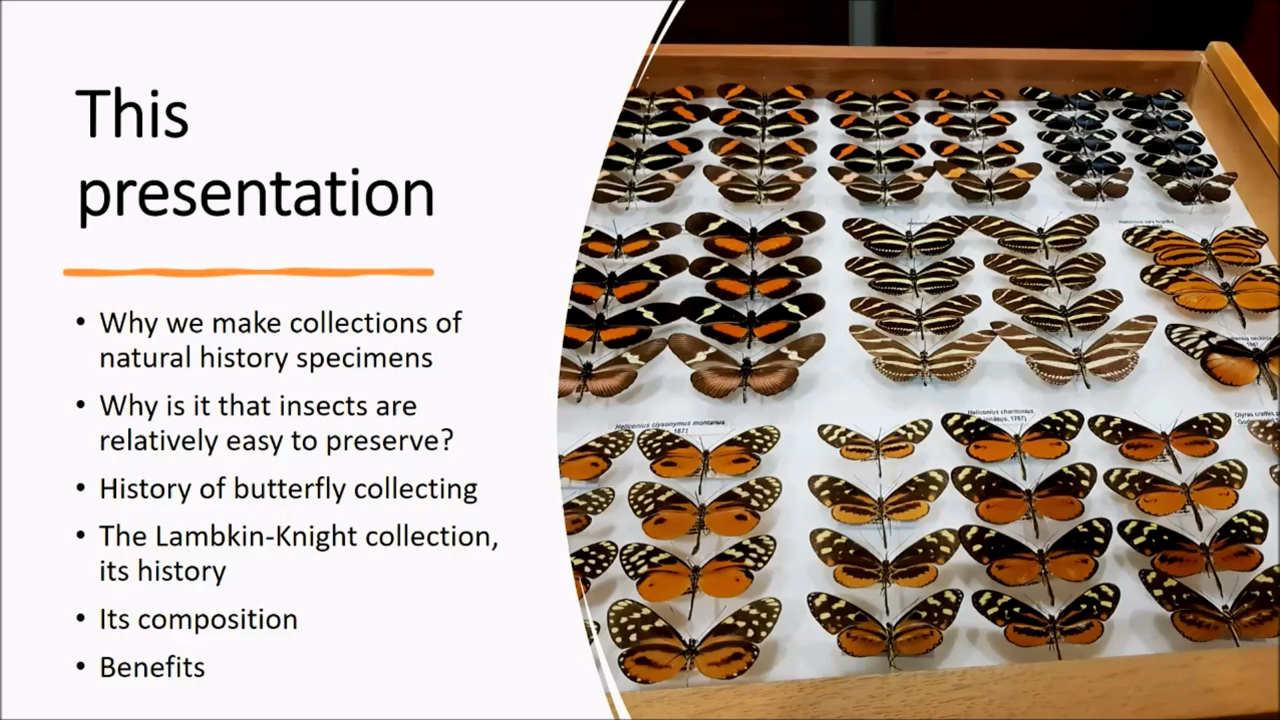 This
presentation
• Why we make collections of
natural history specimens
• Why is it that insects are
relatively easy to preserve?
• History of butterfly collecting
• The Lambkin-Knight collection,
its history
• Its composition
• Benefits
Heliconius clysonymus montanus
1871
Heliconius charitonius
1767)